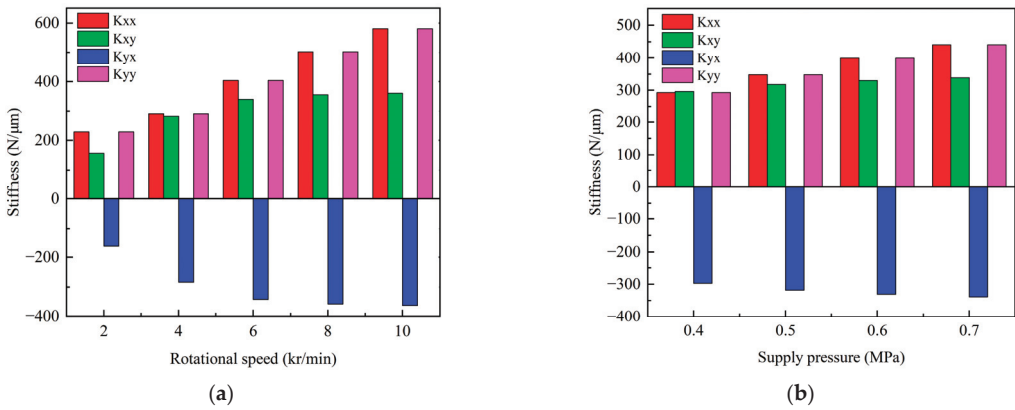 Kxx
Kxy
Kyx
Kyy
Stiffness (N/μm)
600
400
200
0
−200
−400
2 4 6 8 10
Rotational speed (kr/min)
(a)
Kxx
Kxy
Kyx
Kyy
Stiffness (N/μm)
500
400
300
200
100
0
−100
−200
−300
−400
0.4 0.5 0.6 0.7
Supply pressure (MPa)
(b)